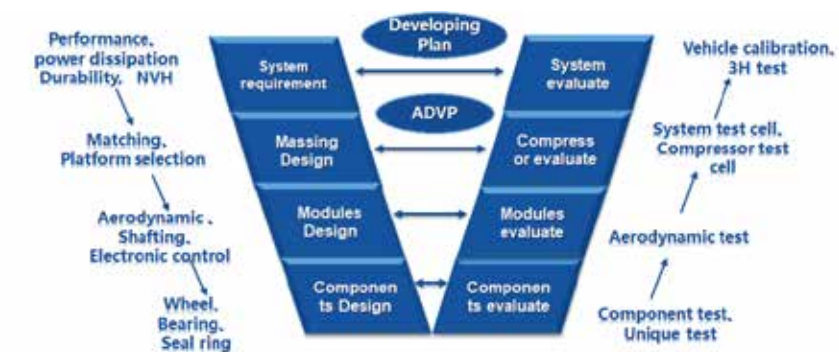 Performance、
power dissipation
Durability、 NVH
Matching、
Platform selection
Aerodynamic 、
Shafting、
Electronic control
Wheel、
Bearing、
Seal ring
Developing
Plan
ADVP
System
requirement
Massing
Design
Modules
Design
Componen
ts Design
System
evaluate
Compress
or evaluate
Modules
evaluate
Componen
ts evaluate
Vehicle calibration、
3H test
System test cell、
Compressor test
cell
Aerodynamic test
Component test、
Unique test